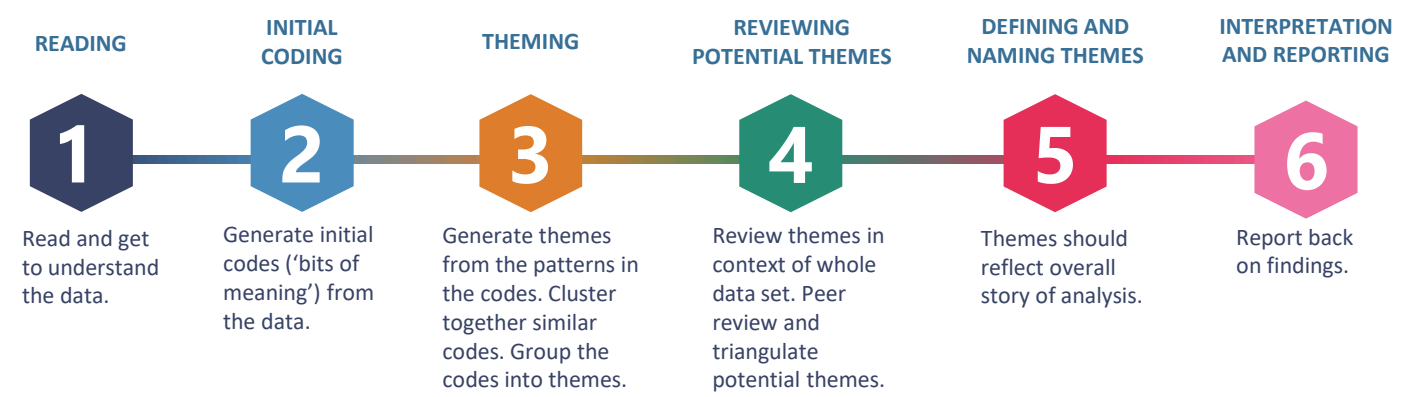 READING
1
Read and get
to understand
the data.
INITIAL
CODING
2
Generate initial
codes (‘bits of
meaning’) from
the data.
THEMING
3
Generate themes
from the patterns in
the codes. Cluster
together similar
codes. Group the
codes into themes.
REVIEWING
POTENTIAL THEMES
4
Review themes in
context of whole
data set. Peer
review and
triangulate
potential themes.
DEFINING AND
NAMING THEMES
5
Themes should
reflect overall
story of analysis.
INTERPRETATION
AND REPORTING
6
Report back
on findings.